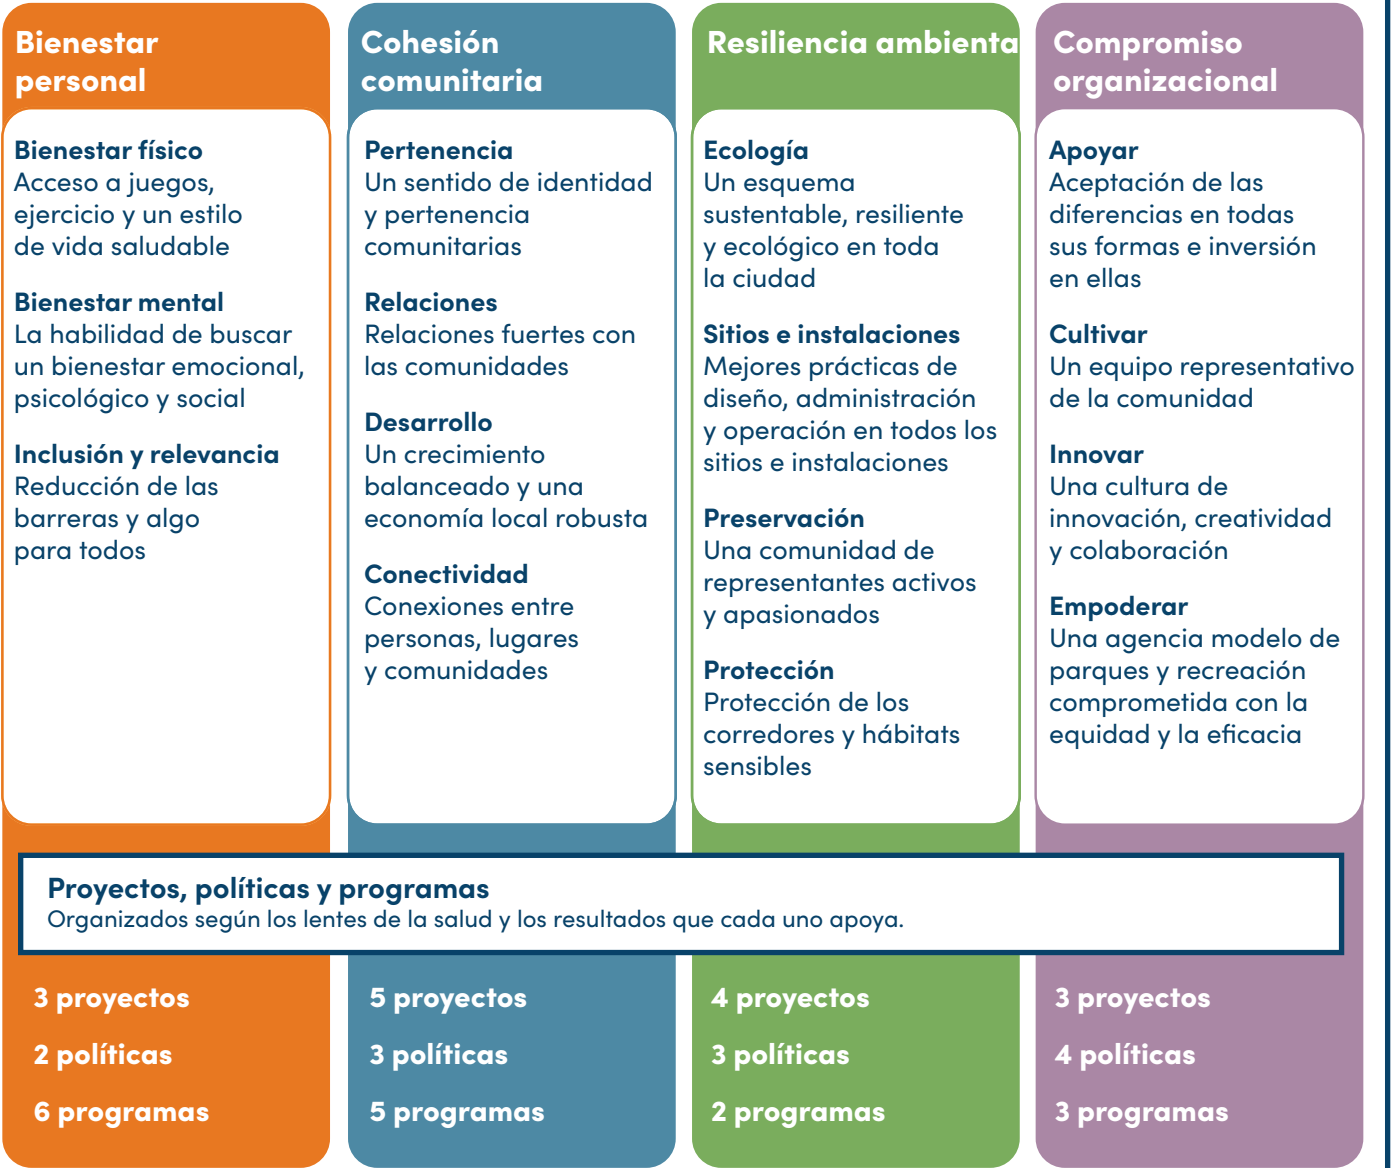 Bienestar
personal
Bienestar físico
Acceso a juegos,
ejercicio y un estilo
de vida saludable
Bienestar mental
La habilidad de buscar
un bienestar emocional,
psicológico y social
Inclusión y relevancia
Reducción de las
barreras y algo
para todos
Cohesión
comunitaria
Pertenencia
Un sentido de identidad
y pertenencia
comunitarias
Relaciones
Relaciones fuertes con
las comunidades
Desarrollo
Un crecimiento
balanceado y una
economía local robusta
Conectividad
Conexiones entre
personas, lugares
y comunidades
Resiliencia ambienta
Ecología
Un esquema
sustentable, resiliente
y ecológico en toda
la ciudad
Sitios e instalaciones
Mejores prácticas de
diseño, administración
y operación en todos los
sitios e instalaciones
Preservación
Una comunidad de
representantes activos
y apasionados
Protección
Protección de los
corredores y hábitats
sensibles
Compromiso
organizacional
Apoyar
Aceptación de las
diferencias en todas
sus formas e inversión
en ellas
Cultivar
Un equipo representativo
de la comunidad
Innovar
Una cultura de
innovación, creatividad
y colaboración
Empoderar
Una agencia modelo de
parques y recreación
comprometida con la
equidad y la eficacia
Proyectos, políticas y programas
Organizados según los lentes de la salud y los resultados que cada uno apoya.
3 proyectos
2 políticas
6 programas
5 proyectos
3 políticas
5 programas
4 proyectos
3 políticas
2 programas
3 proyectos
4 políticas
3 programas